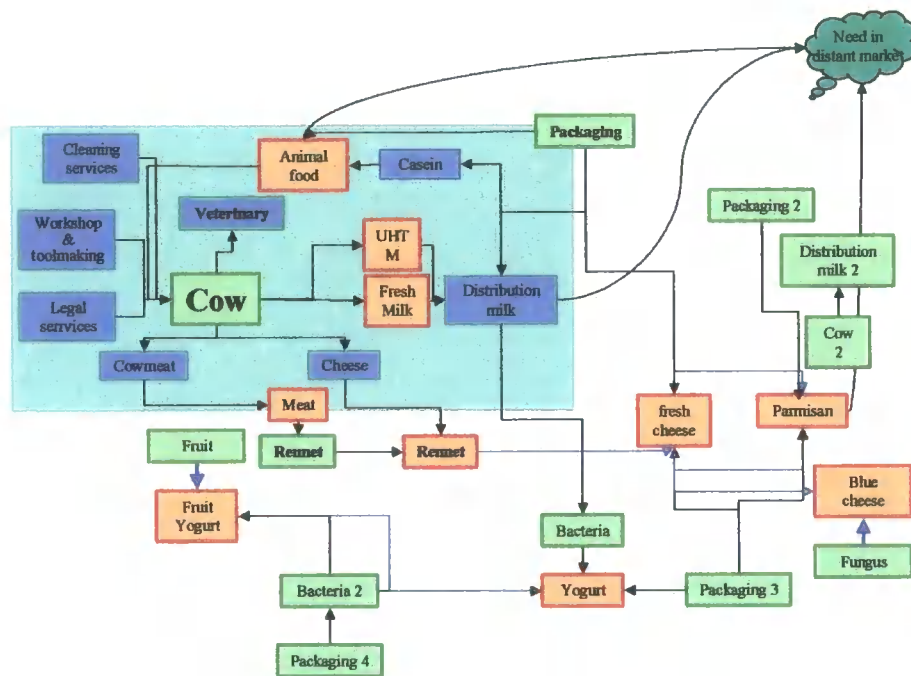 Need in
distant market
Packaging
Cleaning
services
Animal
food
Casein
Packaging 2
Veterinary
Workshop
&
toolmaking
UHT
M
Distribution
milk 2
Cow
Fresh
Milk
Distribution
milk
Legal
serrvices
Cow
2
Cowmeat
Cheese
Meat
fresh
cheese
Parmisan
Fruit
Rennet
Rennet
Blue
cheese
Fruit
Yogurt
Bacteria
Fungus
Bacteria 2
Yogurt
Packaging 3
Packaging 4